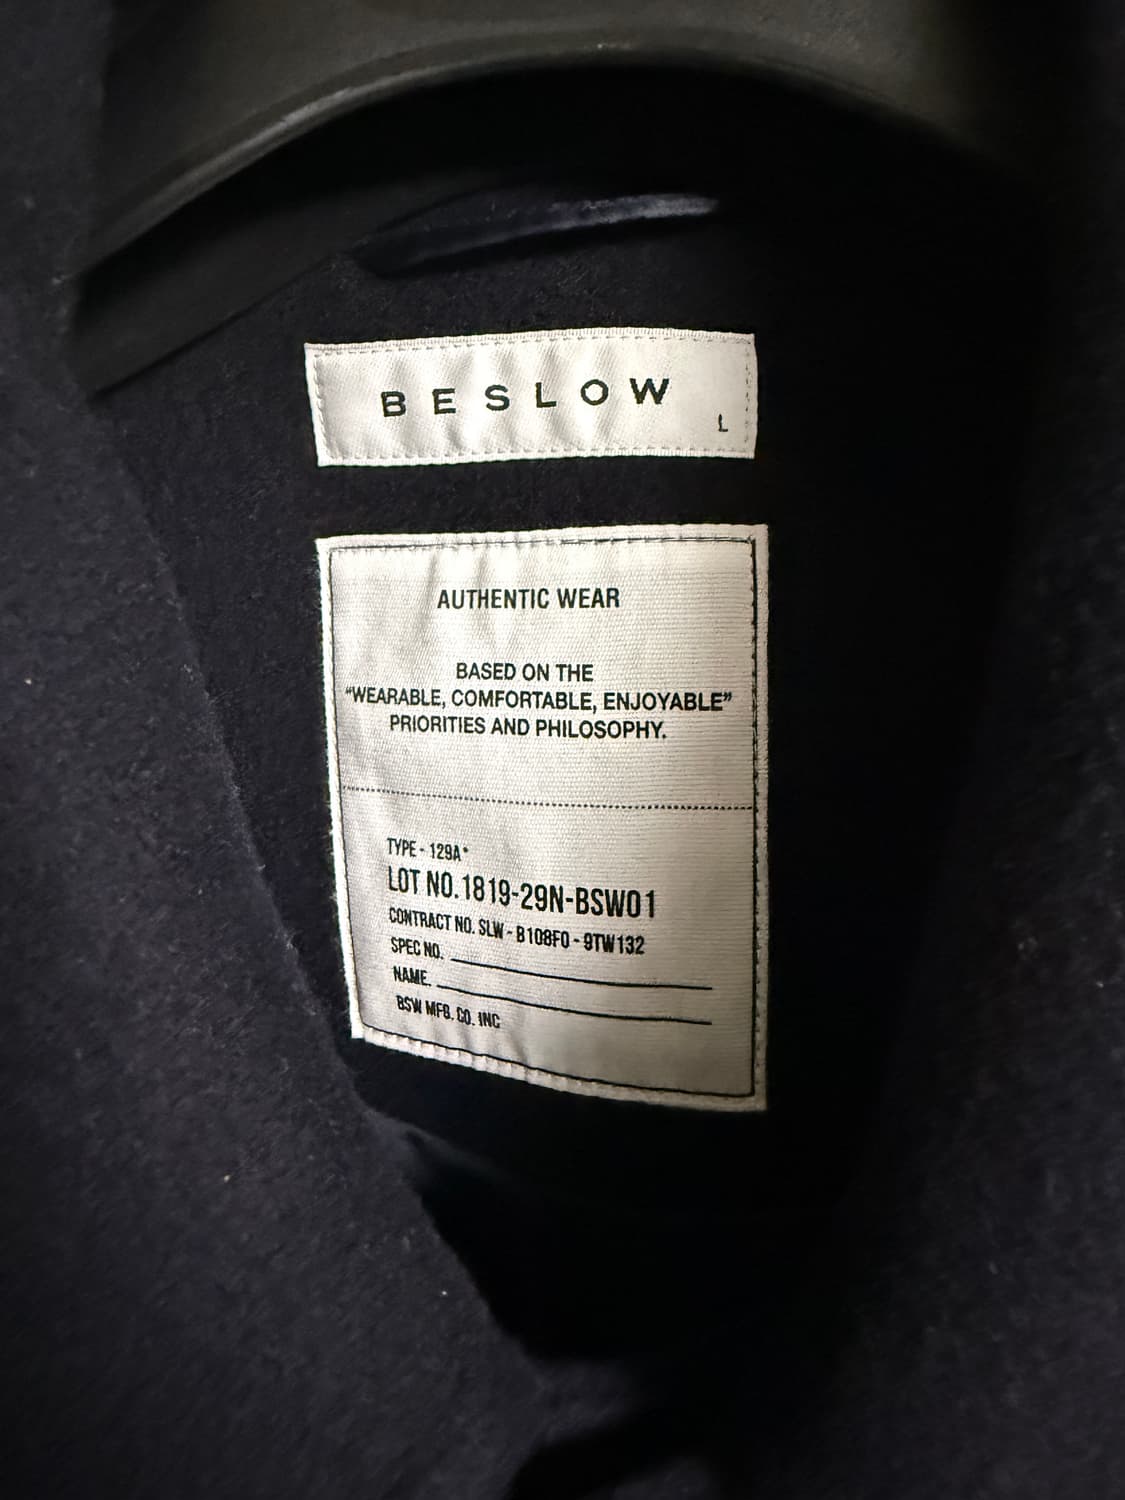 BESLOW
L
AUTHENTIC WEAR
BASED ON THE
“WEARABLE, COMFORTABLE, ENJOYABLE”
PRIORITIES AND PHILOSOPHY.
TYPE - 129A*
LOT NO.1819-29N-BSW01
CONTRACT NO. SLW - B108F0 - 9TW132
SPEC NO.
NAME.
BSW MFG. CO. INC